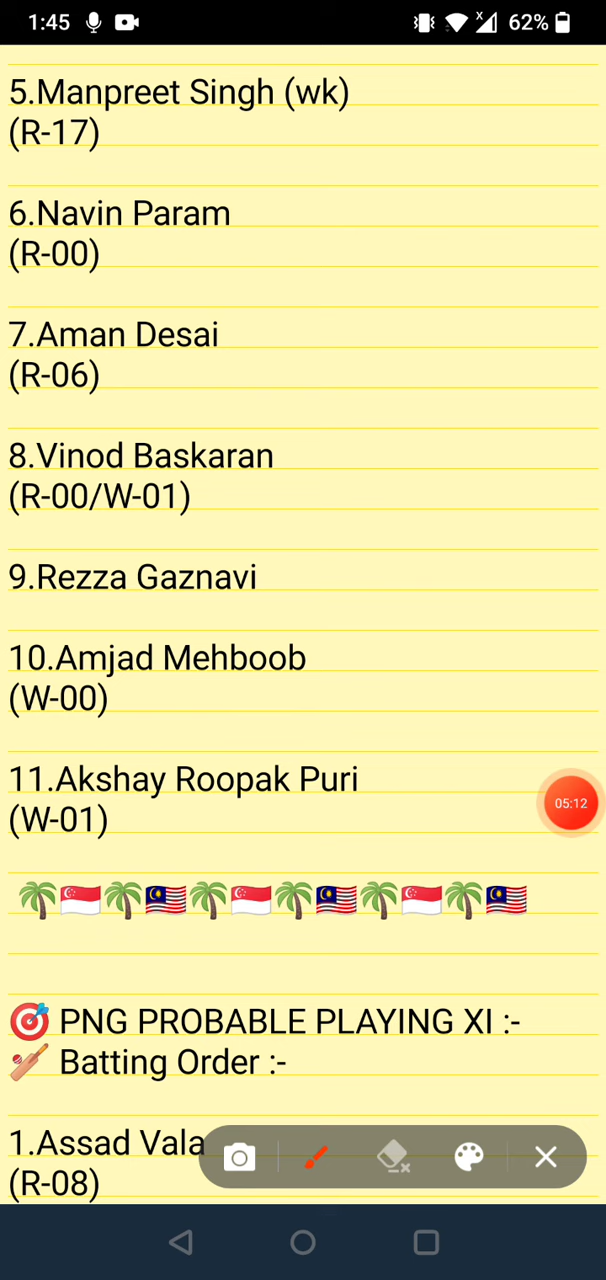 1:45
x
62%
5.Manpreet Singh (wk)
(R-17)
6.Navin Param
(R-00)
7.Aman Desai
(R-06)
8.Vinod Baskaran
(R-00/W-01)
9.Rezza Gaznavi
10.Amjad Mehboob
(W-00)
11.Akshay Roopak Puri
(W-01)
05:12
🌴🇸🇬🌴🇲🇾🌴🇸🇬🌴🇲🇾🌴🇸🇬🌴🇲🇾
🎯 PNG PROBABLE PLAYING XI :-
🏏 Batting Order :-
1.Assad Vala
(R-08)